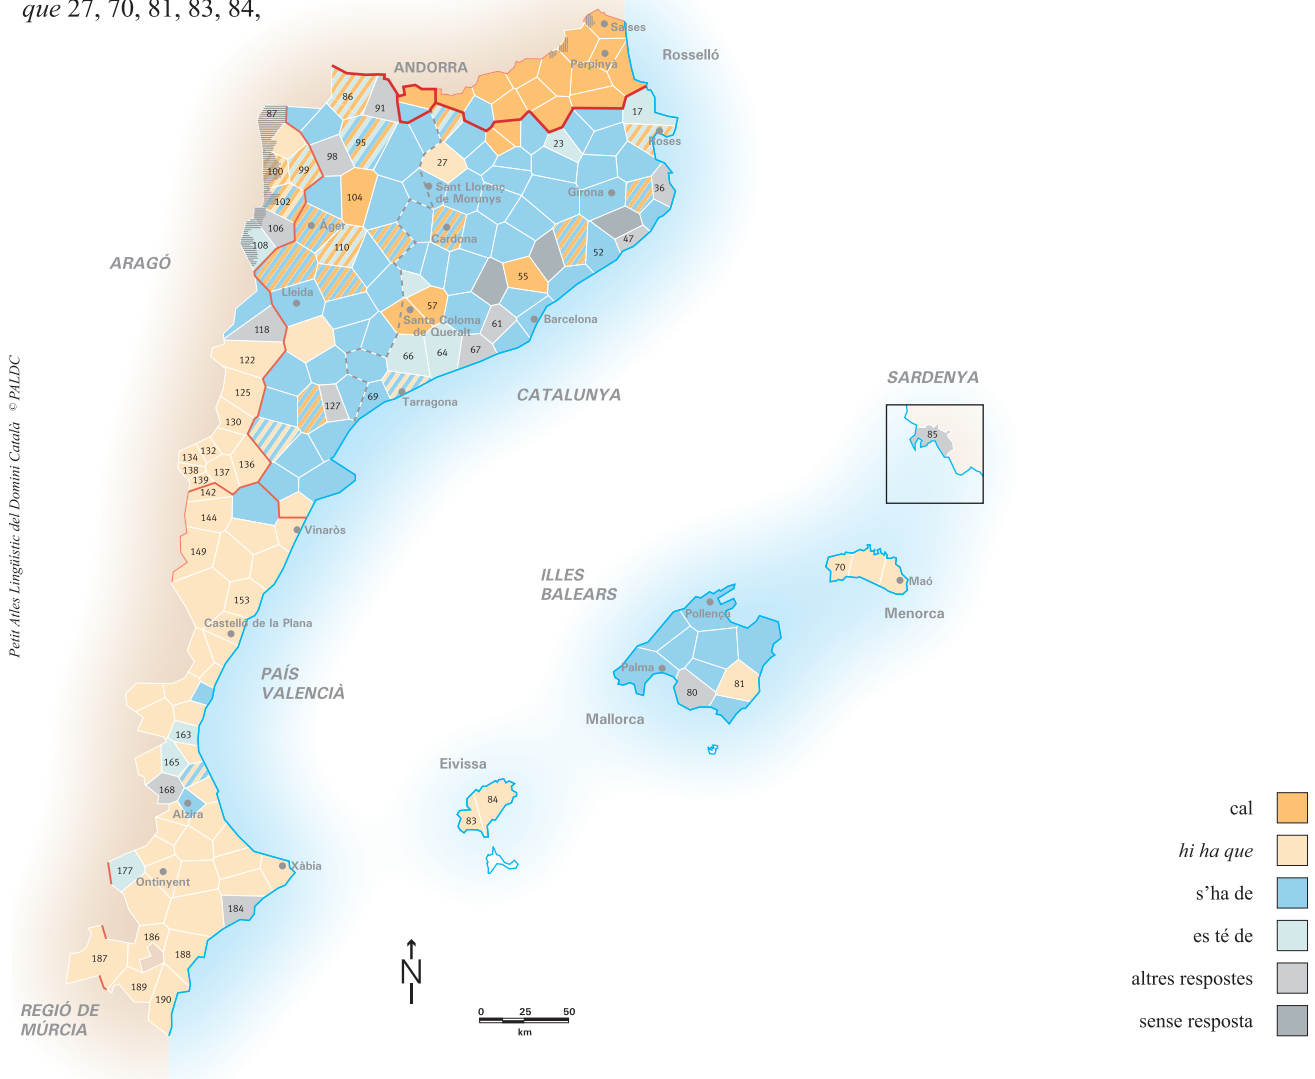 que 27, 70, 81, 83, 84,
Salses
Rosselló
Perpinyà
ANDORRA
86
91
87
17
Roses
95
23
98
27
100
99
36
104
Sant Llorenç
de Morunys
Girona
102
106
Àger
Cardona
47
108
110
52
ARAGÓ
55
Lleida
57
Santa Coloma
de Queralt
61
Barcelona
118
66
64
67
122
125
127
69
Tarragona
CATALUNYA
SARDENYA
130
85
132
134
136
138
137
139
142
144
Vinaròs
149
153
Castelló de la Plana
ILLES
BALEARS
70
Maó
Menorca
Pollença
Palma
80
81
Mallorca
PAÍS
VALENCIÀ
163
165
168
Alzira
Eivissa
84
83
177
Ontinyent
Xàbia
184
186
187
188
189
190
REGIÓ DE
MÚRCIA
N
0 25 50
km
cal
hi ha que
s'ha de
es té de
altres respostes
sense resposta
Petit Atles Lingüístic del Domini Català © PALDC